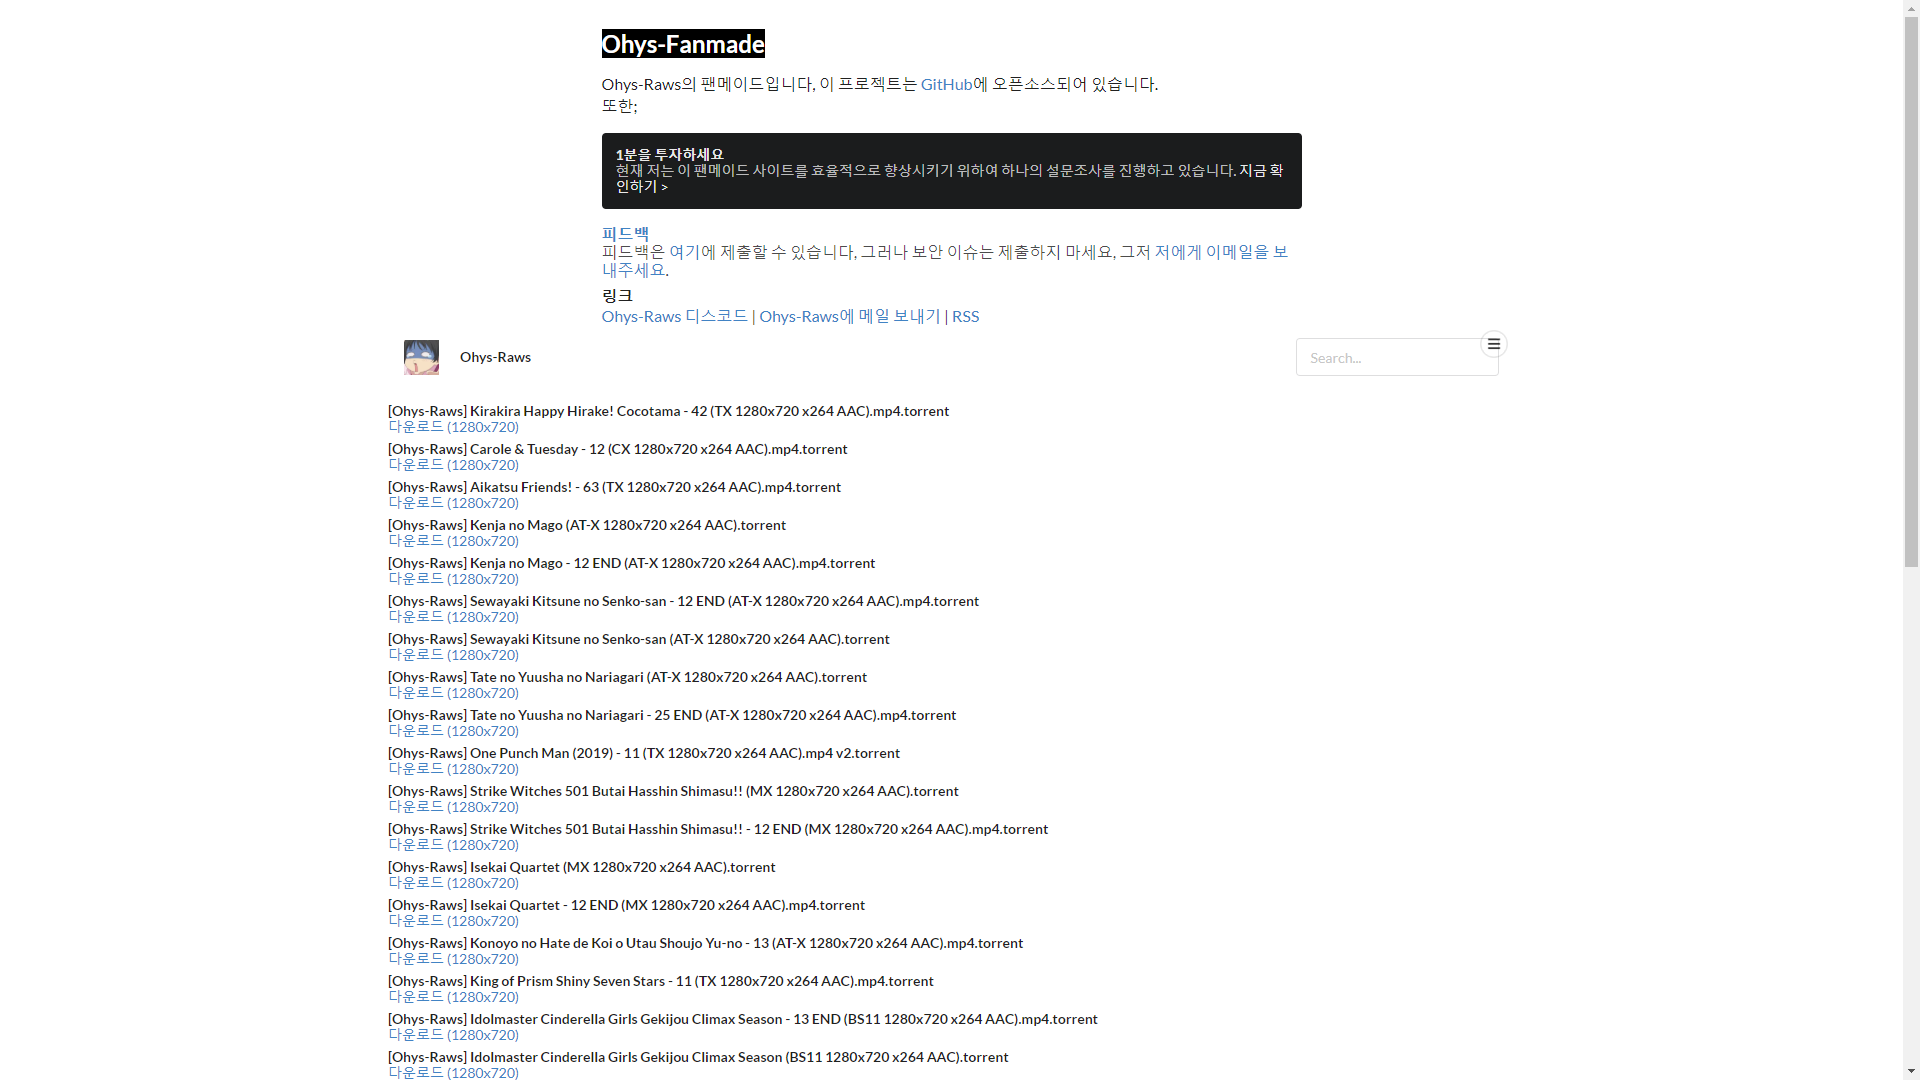 Ohys-Fanmade
Ohys-Raws의 팬메이드입니다, 이 프로젝트는 GitHub에 오픈소스되어 있습니다.
또한;
1분을 투자하세요
현재 저는 이 팬메이드 사이트를 효율적으로 향상시키기 위하여 하나의 설문조사를 진행하고 있습니다. 지금 확
인하기 >
피드백
피드백은 여기에 제출할 수 있습니다, 그러나 보안 이슈는 제출하지 마세요, 그저 저에게 이메일을 보
내주세요.
링크
Ohys-Raws 디스코드 | Ohys-Raws에 메일 보내기 | RSS
Ohys-Raws
Search...
[Ohys-Raws] Kirakira Happy Hirake! Cocotama - 42 (TX 1280x720 x264 AAC).mp4.torrent
다운로드 (1280x720)
[Ohys-Raws] Carole & Tuesday - 12 (CX 1280x720 x264 AAC).mp4.torrent
다운로드 (1280x720)
[Ohys-Raws] Aikatsu Friends! - 63 (TX 1280x720 x264 AAC).mp4.torrent
다운로드 (1280x720)
[Ohys-Raws] Kenja no Mago (AT-X 1280x720 x264 AAC).torrent
다운로드 (1280x720)
[Ohys-Raws] Kenja no Mago - 12 END (AT-X 1280x720 x264 AAC).mp4.torrent
다운로드 (1280x720)
[Ohys-Raws] Sewayaki Kitsune no Senko-san - 12 END (AT-X 1280x720 x264 AAC).mp4.torrent
다운로드 (1280x720)
[Ohys-Raws] Sewayaki Kitsune no Senko-san (AT-X 1280x720 x264 AAC).torrent
다운로드 (1280x720)
[Ohys-Raws] Tate no Yuusha no Nariagari (AT-X 1280x720 x264 AAC).torrent
다운로드 (1280x720)
[Ohys-Raws] Tate no Yuusha no Nariagari - 25 END (AT-X 1280x720 x264 AAC).mp4.torrent
다운로드 (1280x720)
[Ohys-Raws] One Punch Man (2019) - 11 (TX 1280x720 x264 AAC).mp4 v2.torrent
다운로드 (1280x720)
[Ohys-Raws] Strike Witches 501 Butai Hasshin Shimasu!! (MX 1280x720 x264 AAC).torrent
다운로드 (1280x720)
[Ohys-Raws] Strike Witches 501 Butai Hasshin Shimasu!! - 12 END (MX 1280x720 x264 AAC).mp4.torrent
다운로드 (1280x720)
[Ohys-Raws] Isekai Quartet (MX 1280x720 x264 AAC).torrent
다운로드 (1280x720)
[Ohys-Raws] Isekai Quartet - 12 END (MX 1280x720 x264 AAC).mp4.torrent
다운로드 (1280x720)
[Ohys-Raws] Konoyo no Hate de Koi o Utau Shoujo Yu-no - 13 (AT-X 1280x720 x264 AAC).mp4.torrent
다운로드 (1280x720)
[Ohys-Raws] King of Prism Shiny Seven Stars - 11 (TX 1280x720 x264 AAC).mp4.torrent
다운로드 (1280x720)
[Ohys-Raws] Idolmaster Cinderella Girls Gekijou Climax Season - 13 END (BS11 1280x720 x264 AAC).mp4.torrent
다운로드 (1280x720)
[Ohys-Raws] Idolmaster Cinderella Girls Gekijou Climax Season (BS11 1280x720 x264 AAC).torrent
다운로드 (1280x720)